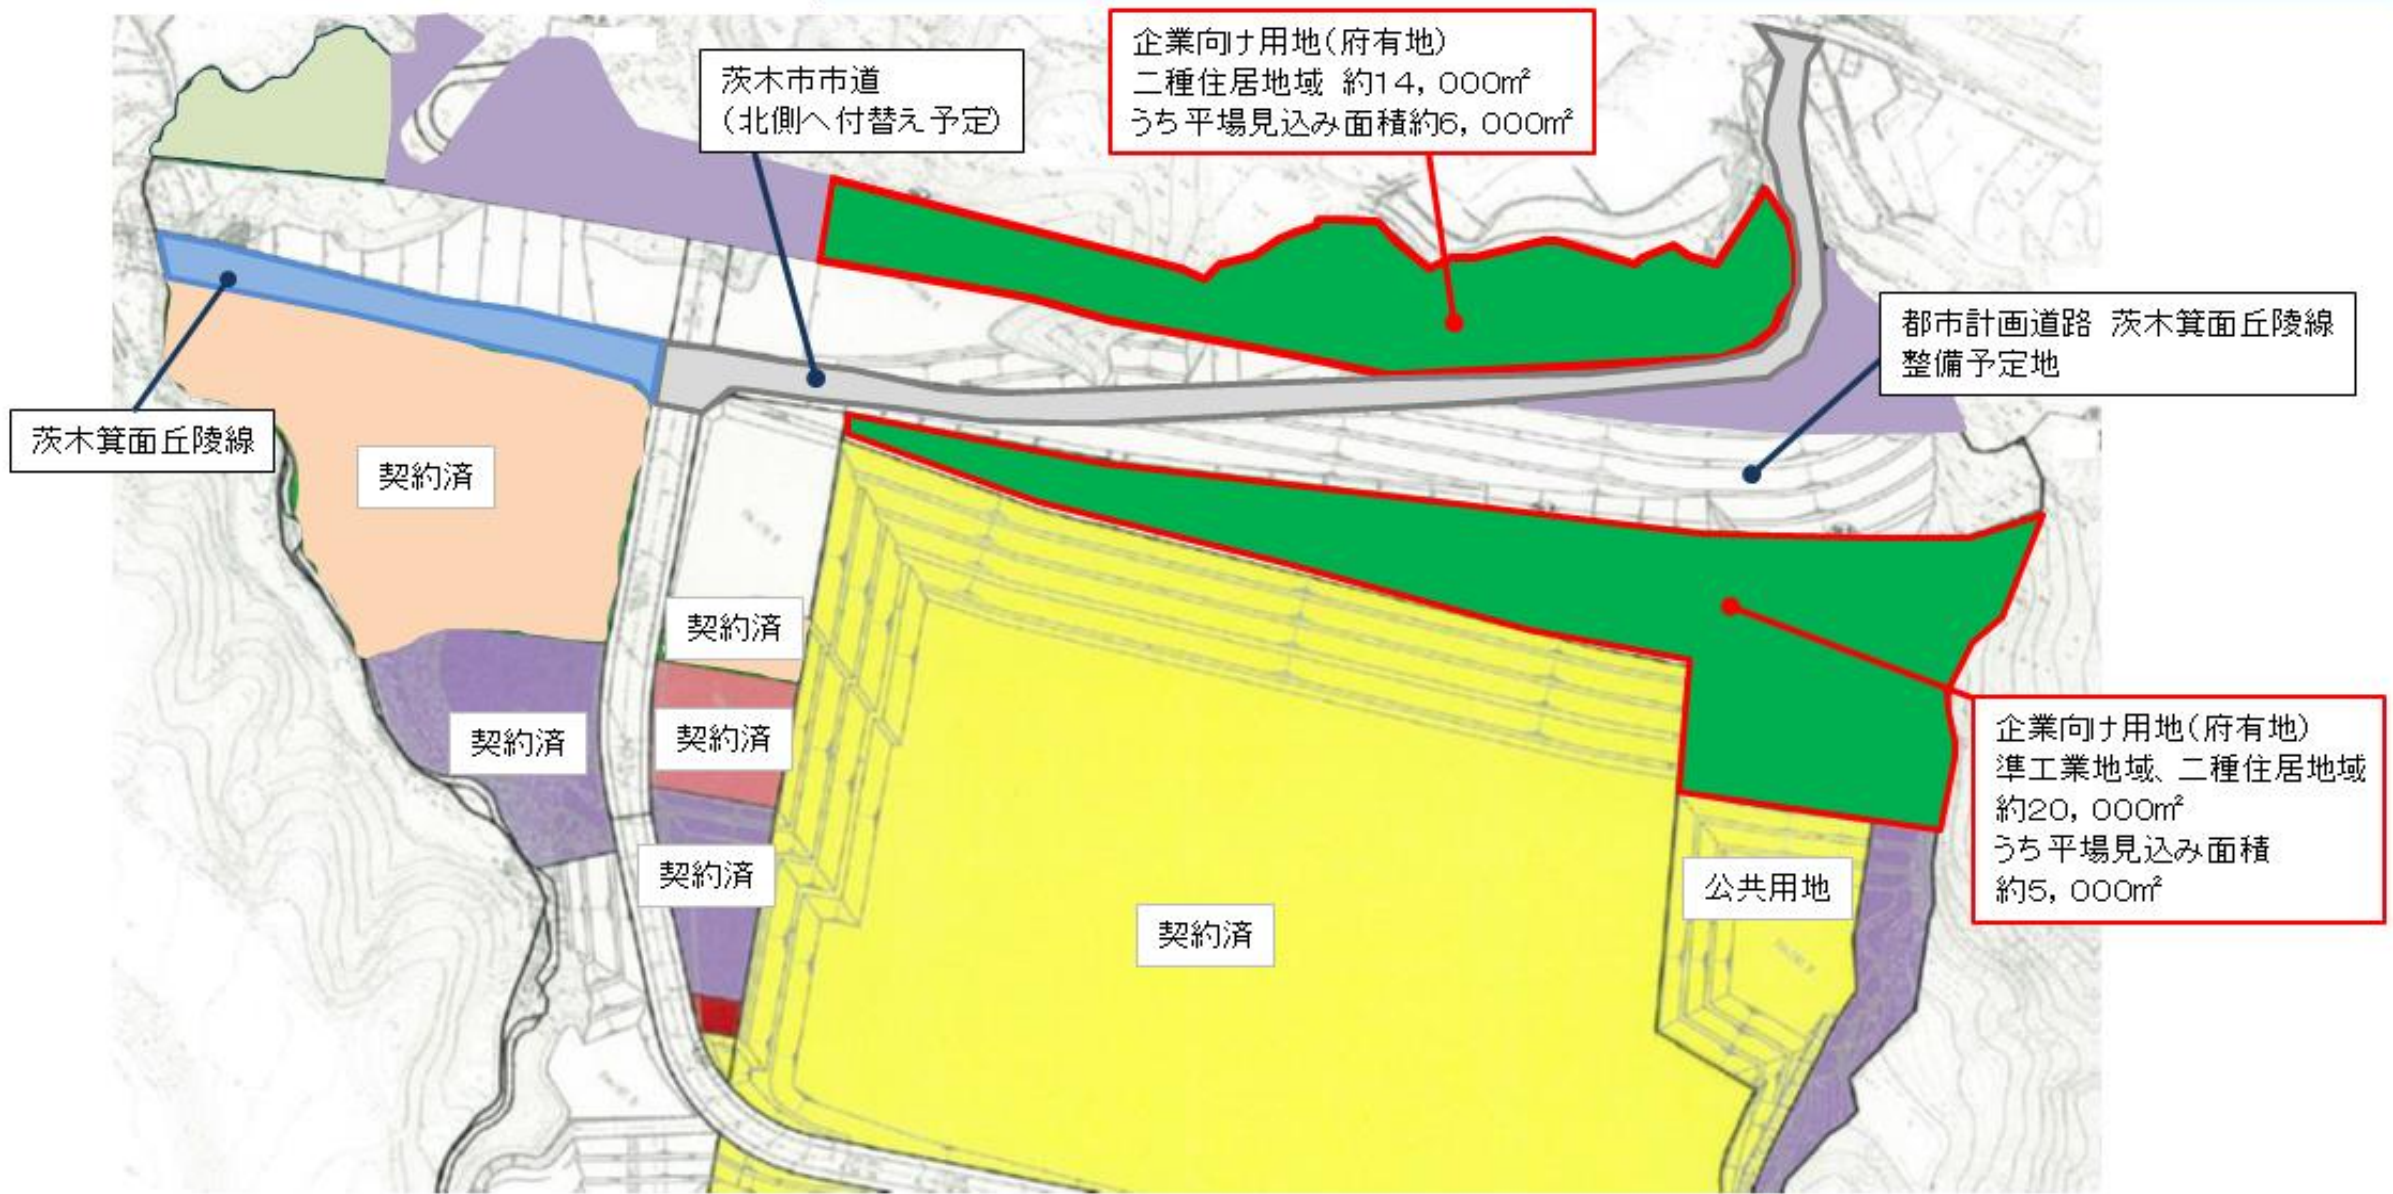 企業向け用地(府有地)
二種住居地域 約14,000㎡
うち平場見込み面積約6,000㎡
茨木市市道
(北側へ付替え予定)
都市計画道路 茨木箕面丘陵線
整備予定地
茨木箕面丘陵線
契約済
契約済
契約済
契約済
契約済
契約済
公共用地
企業向け用地(府有地)
準工業地域、二種住居地域
約20,000㎡
うち平場見込み面積
約5,000㎡